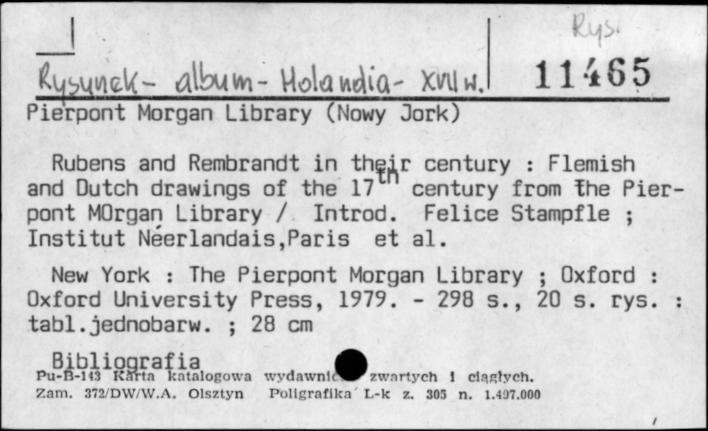 Rys.
Rysunek - album - Holandia - XVII w.
11465
Pierpont Morgan Library (Nowy Jork)
Rubens and Rembrandt in their century : Flemish
and Dutch drawings of the 17th century from the Pier-
pont MOrgan Library / Introd. Felice Stampfle ;
Institut Néerlandais,Paris et al.
New York : The Pierpont Morgan Library ; Oxford :
Oxford University Press, 1979. - 298 s., 20 s. rys. :
tabl.jednobarw. ; 28 cm
Bibliografia
Pu-B-143 Karta katalogowa wydawnic zwartych i ciągłych.
Zam. 372/DW/W.A. Olsztyn Poligrafika L-k z. 305 n. 1.497.000